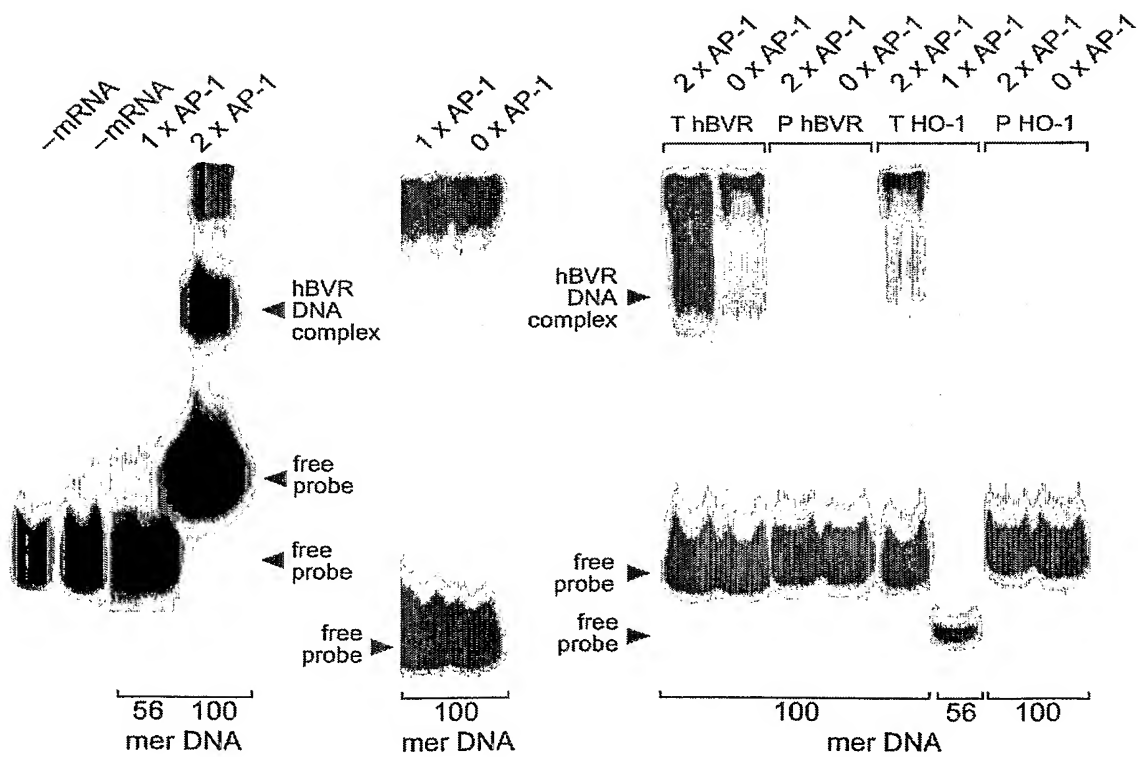 –mRNA
–mRNA
1 x AP-1
2 x AP-1
hBVR
DNA
complex
free
probe
free
probe
56 100
mer DNA
1 x AP-1
0 x AP-1
free
probe
100
mer DNA
2 x AP-1
0 x AP-1
2 x AP-1
0 x AP-1
2 x AP-1
1 x AP-1
2 x AP-1
0 x AP-1
T hBVR P hBVR T HO-1 P HO-1
hBVR
DNA
complex
free
probe
free
probe
100 56 100
mer DNA